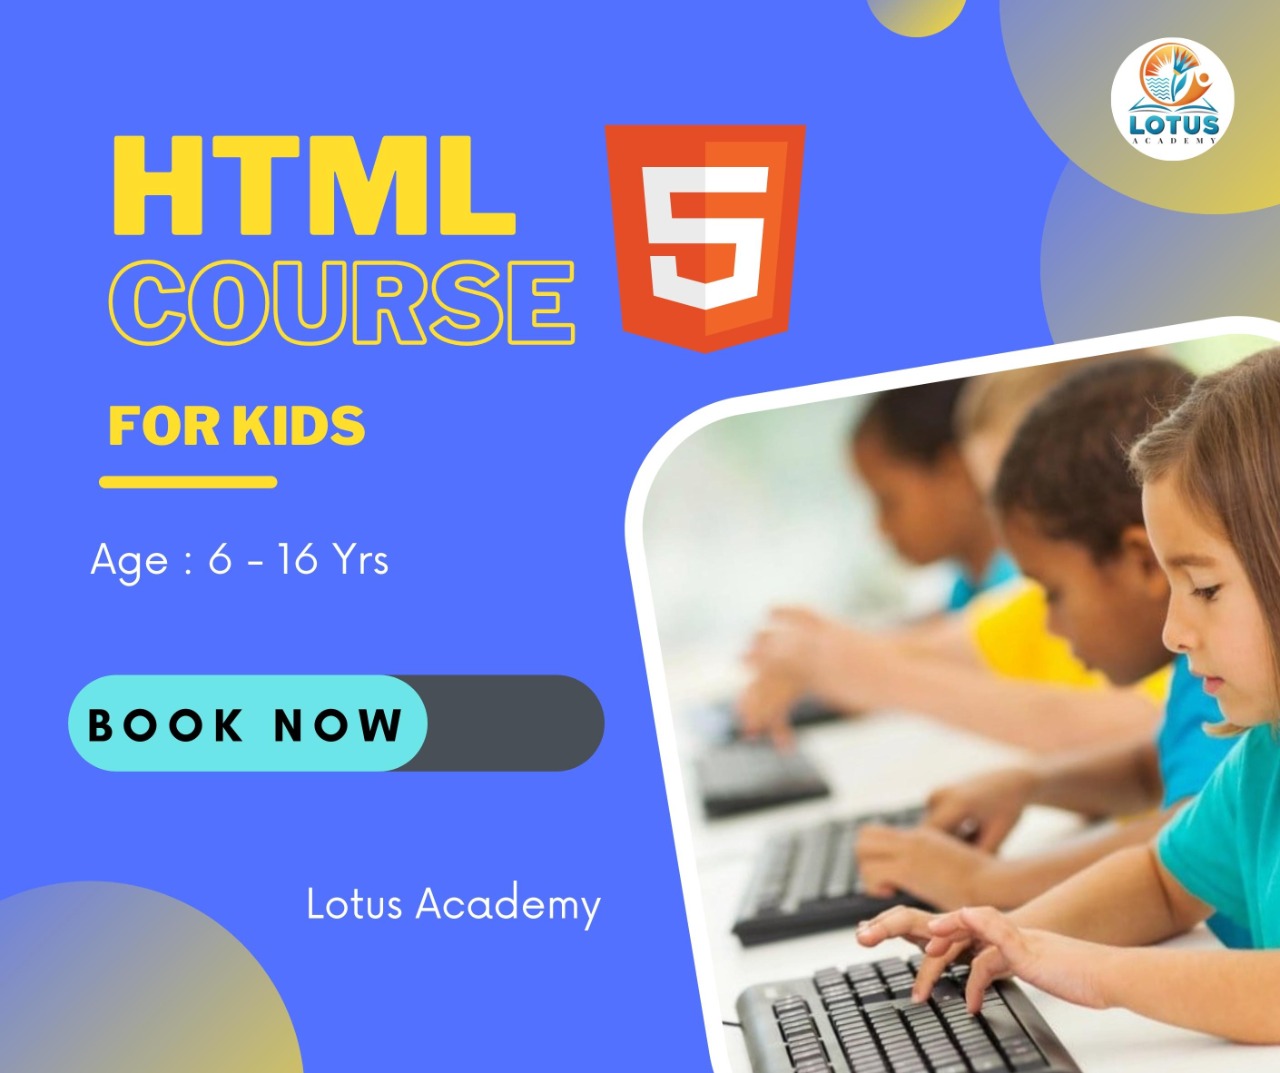 LOTUS
ACADEMY
HTML
5
COURSE
FOR KIDS
Age : 6 - 16 Yrs
BOOK NOW
Lotus Academy